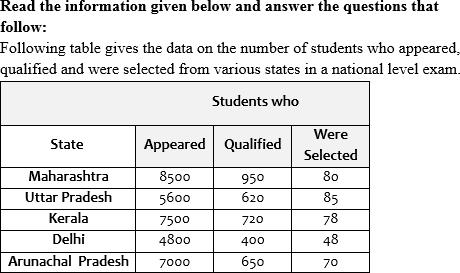 Read the information given below and answer the questions that
follow:
Following table gives the data on the number of students who appeared,
qualified and were selected from various states in a national level exam.
Students who
State Appeared Qualified Were Selected
Maharashtra 8500 950 80
Uttar Pradesh 5600 620 85
Kerala 7500 720 78
Delhi 4800 400 48
Arunachal Pradesh 7000 650 70